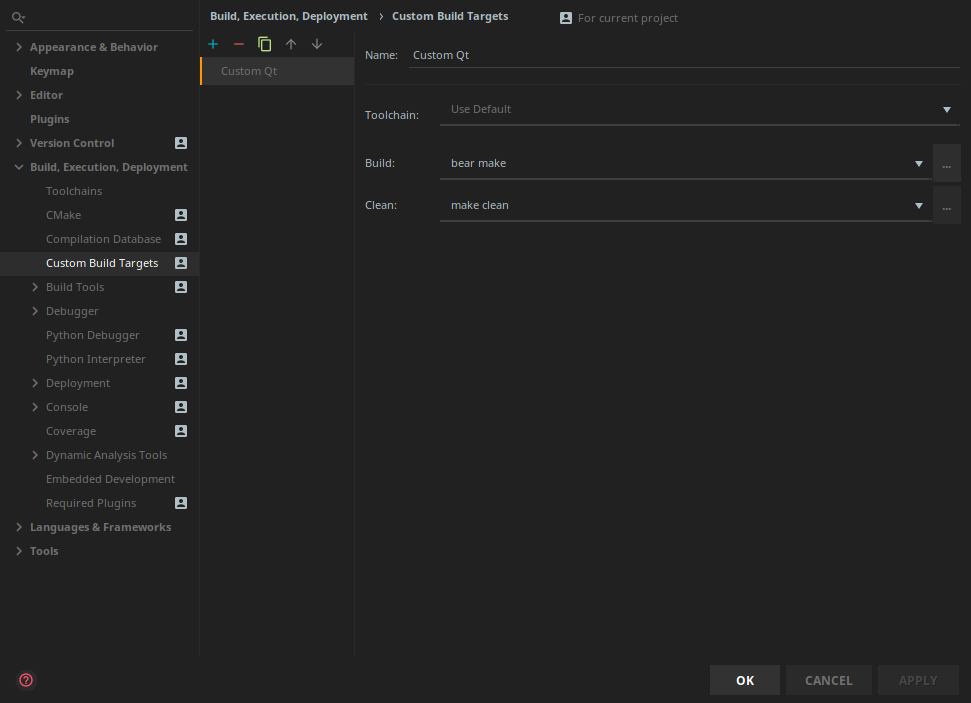 Build, Execution, Deployment › Custom Build Targets
For current project
Appearance & Behavior
Keymap
Editor
Plugins
Version Control
Build, Execution, Deployment
Toolchains
CMake
Compilation Database
Custom Build Targets
Build Tools
Debugger
Python Debugger
Python Interpreter
Deployment
Console
Coverage
Dynamic Analysis Tools
Embedded Development
Required Plugins
Languages & Frameworks
Tools
Custom Qt
Name: Custom Qt
Toolchain: Use Default
Build: bear make ...
Clean: make clean ...
? OK CANCEL APPLY